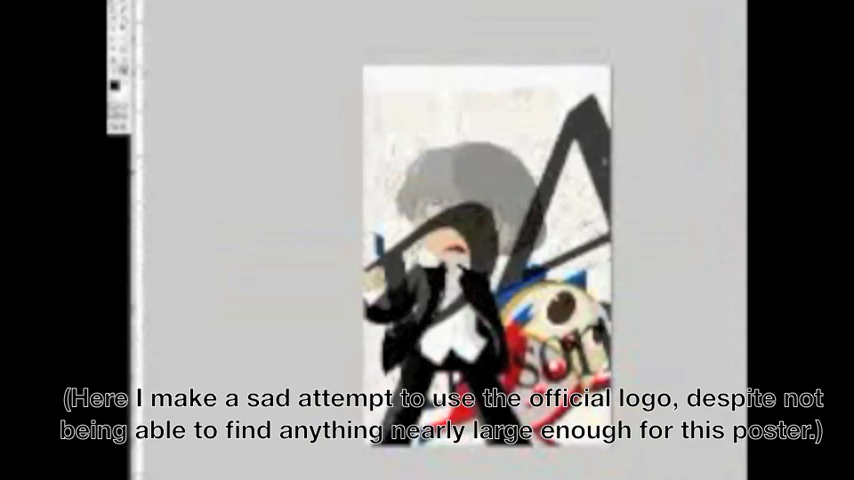 son
(Here I make a sad attempt to use the official logo, despite not
being able to find anything nearly large enough for this poster.)